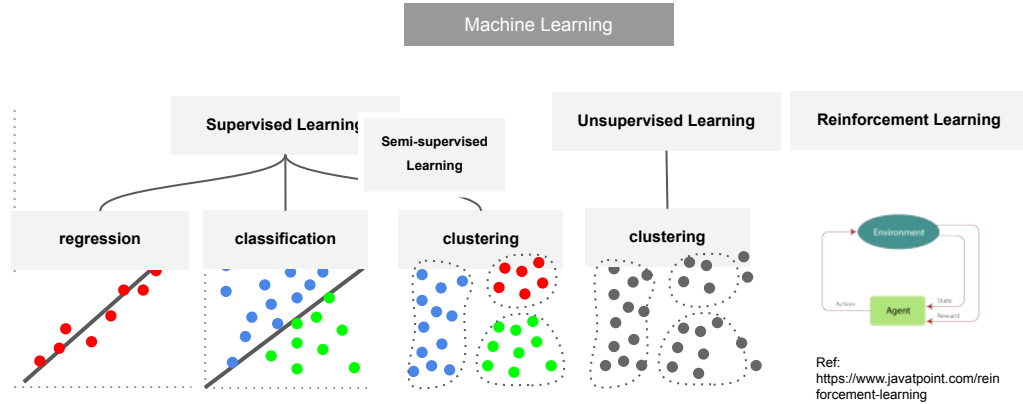 Machine Learning
Supervised Learning
Semi-supervised
Learning
Unsupervised Learning
Reinforcement Learning
regression
classification
clustering
clustering
Environment
Action
State
Agent
Reward
Ref:
https://www.javatpoint.com/rein
forcement-learning